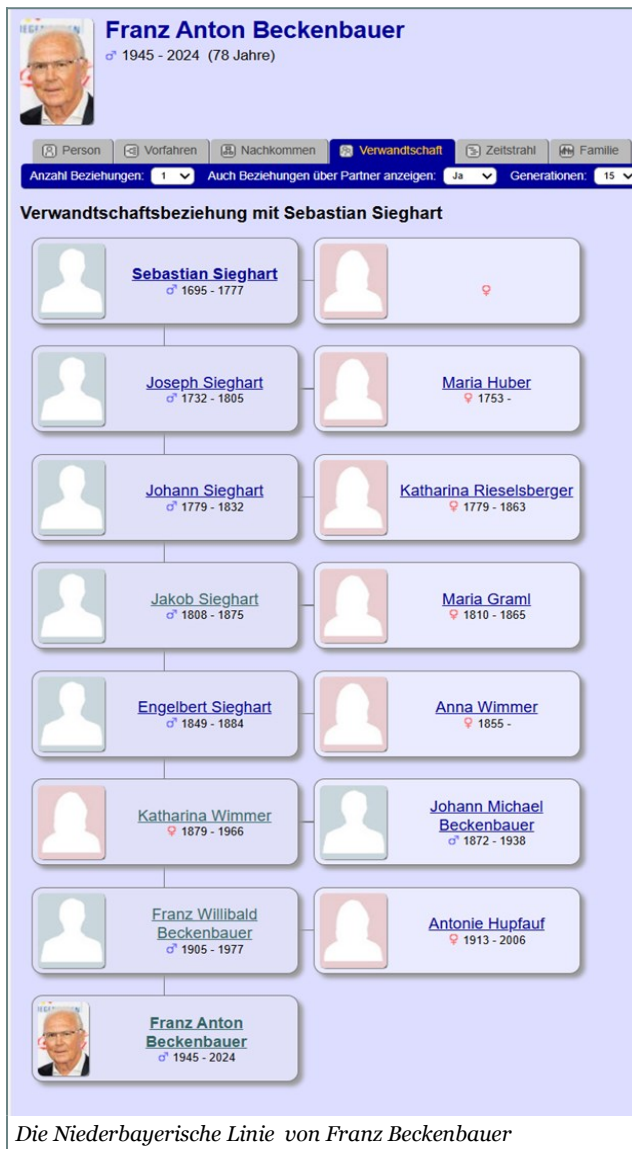 Franz Anton Beckenbauer
♂ 1945 - 2024 (78 Jahre)
Person Vorfahren Nachkommen Verwandtschaft Zeitstrahl Familie
Anzahl Beziehungen: 1 Auch Beziehungen über Partner anzeigen: Ja Generationen: 15
Verwandtschaftsbeziehung mit Sebastian Sieghart
Sebastian Sieghart
♂ 1695 - 1777
♀
Joseph Sieghart
♂ 1732 - 1805
Maria Huber
♀ 1753 -
Johann Sieghart
♂ 1779 - 1832
Katharina Rieselsberger
♀ 1779 - 1863
Jakob Sieghart
♂ 1808 - 1875
Maria Graml
♀ 1810 - 1865
Engelbert Sieghart
♂ 1849 - 1884
Anna Wimmer
♀ 1855 -
Katharina Wimmer
♀ 1879 - 1966
Johann Michael
Beckenbauer
♂ 1872 - 1938
Franz Willibald
Beckenbauer
♂ 1905 - 1977
Antonie Hupfauf
♀ 1913 - 2006
Franz Anton
Beckenbauer
♂ 1945 - 2024
Die Niederbayerische Linie von Franz Beckenbauer